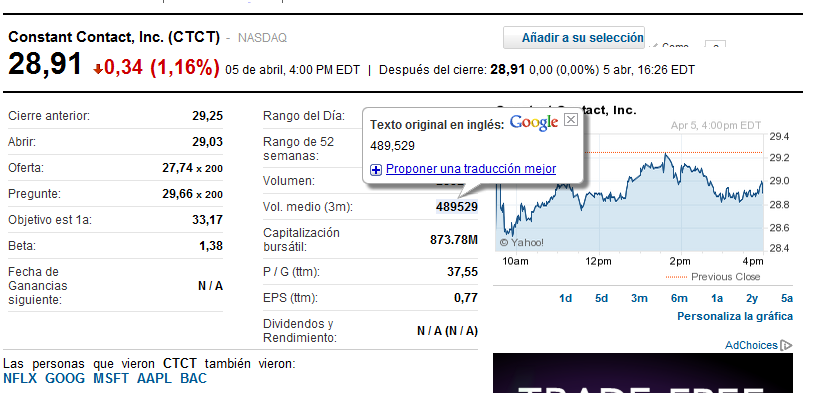 Constant Contact, Inc. (CTCT) - NASDAQ
Añadir a su selección
28,91 0,34 (1,16%) 05 de abril, 4:00 PM EDT | Después del cierre: 28,91 0,00 (0,00%) 5 abr, 16:26 EDT
Cierre anterior: 29,25
Abrir: 29,03
Oferta: 27,74 x 200
Pregunte: 29,66 x 200
Objetivo est 1a: 33,17
Beta: 1,38
Fecha de
Ganancias
siguiente: N / A
Rango del Día:
Rango de 52
semanas:
Volumen:
Vol. medio (3m): 489529
Capitalización
bursátil: 873.78M
P / G (ttm): 37,55
EPS (ttm): 0,77
Dividendos y
Rendimiento: N / A (N / A)
Texto original en inglés: Google
489,529
Proponer una traducción mejor
Inc.
Apr 5, 4:00pm EDT
29.4
29.2
29.0
28.8
28.6
28.4
© Yahoo!
10am 12pm 2pm 4pm
Previous Close
1d 5d 3m 6m 1a 2y 5a
Personaliza la gráfica
AdChoices
Las personas que vieron CTCT también vieron:
NFLX GOOG MSFT AAPL BAC